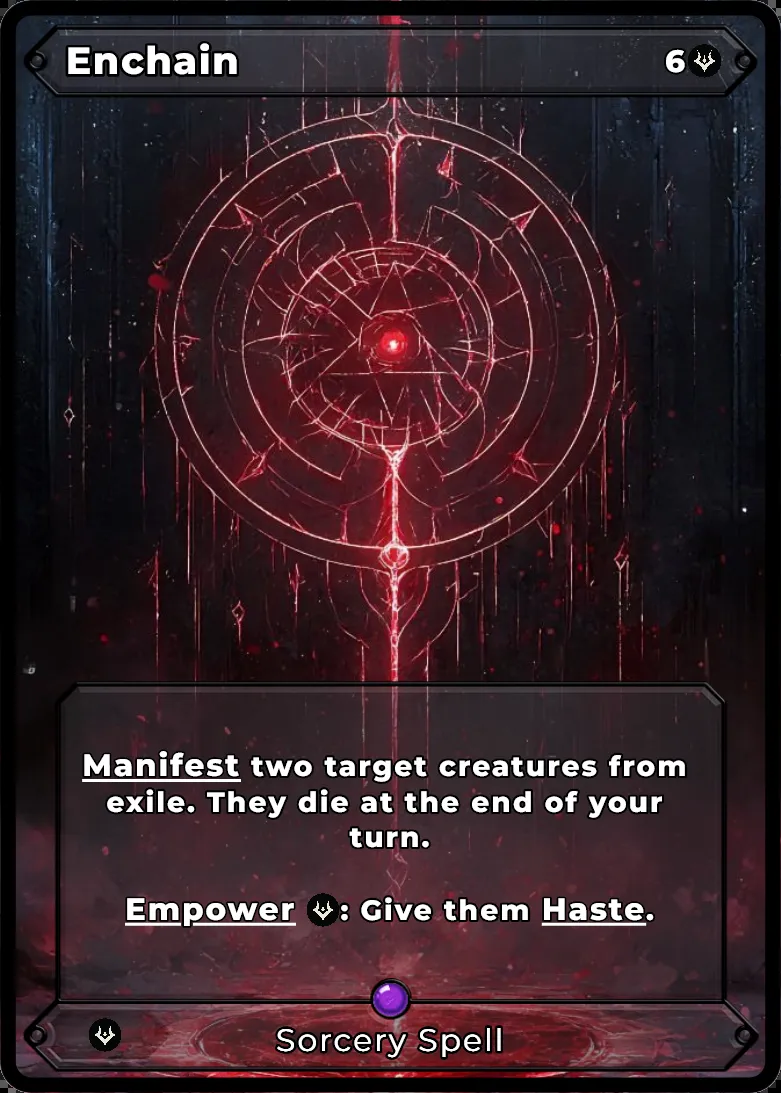 Enchain
6
Manifest two target creatures from
exile. They die at the end of your
turn.
Empower : Give them Haste.
Sorcery Spell